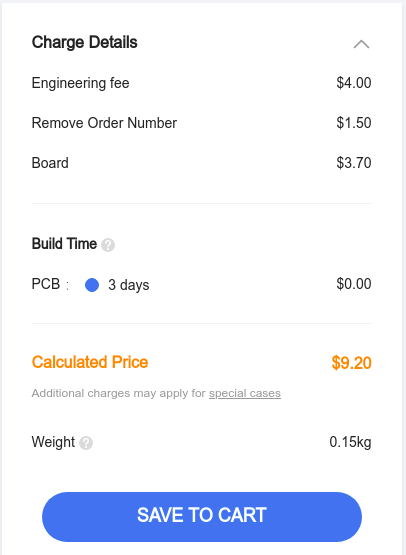 Charge Details
Engineering fee $4.00
Remove Order Number $1.50
Board $3.70
Build Time ?
PCB : 3 days $0.00
Calculated Price $9.20
Additional charges may apply for special cases
Weight ? 0.15kg
SAVE TO CART